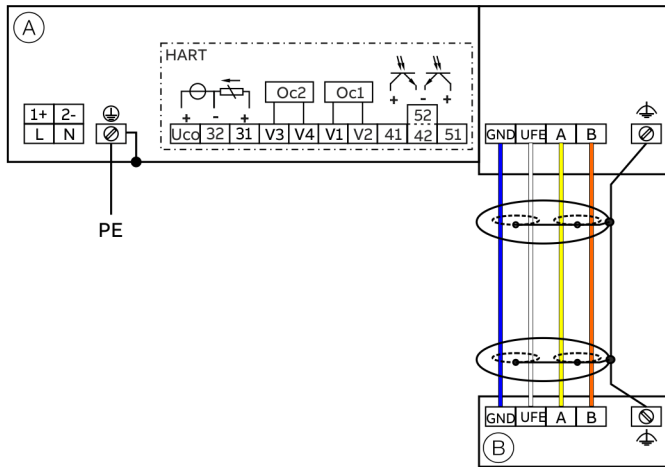 A
HART
Oc2 Oc1
+ - +
+ - +
1+ 2-
L N
52
Uco 32 31 V3 V4 V1 V2 41 42 51
GND UFE A B
PE
GND UFE A B
B